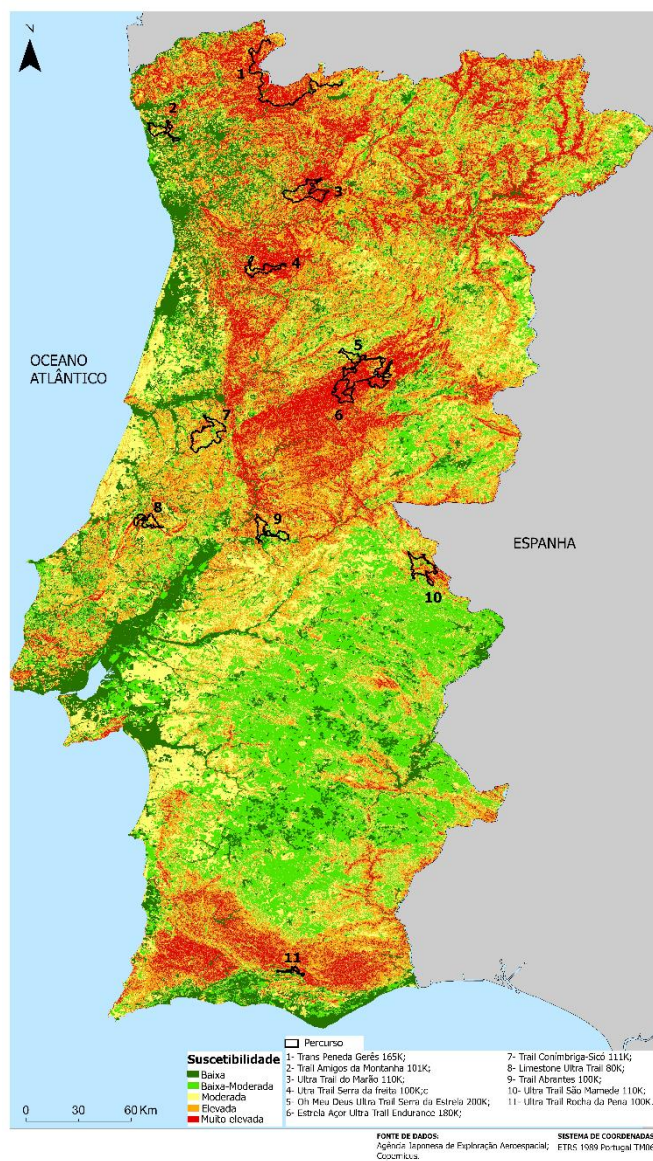 N
1
2
3
4
OCEANO
ATLÂNTICO
5
6
7
8
9
ESPANHA
10
11
Suscetibilidade
Baixa
Baixa-Moderada
Moderada
Elevada
Muito elevada
0 30 60 Km
Percurso
1- Trans Peneda Gerês 165K;
2- Trail Amigos da Montanha 101K;
3- Ultra Trail do Marão 110K;
4- Utra Trail Serra da freita 100K;c
5- Oh Meu Deus Ultra Trail Serra da Estrela 200K;
6- Estrela Açor Ultra Trail Endurance 180K;
7- Trail Conímbriga-Sicó 111K;
8- Limestone Ultra Trail 80K;
9- Trail Abrantes 100K;
10- Ultra Trail São Mamede 110K;
11- Ultra Trail Rocha da Pena 100K.
FONTE DE DADOS:
Agência Japonesa de Exploração Aeroespacial;
Copernicus.
SISTEMA DE COORDENADAS
ETRS 1989 Portugal TM06